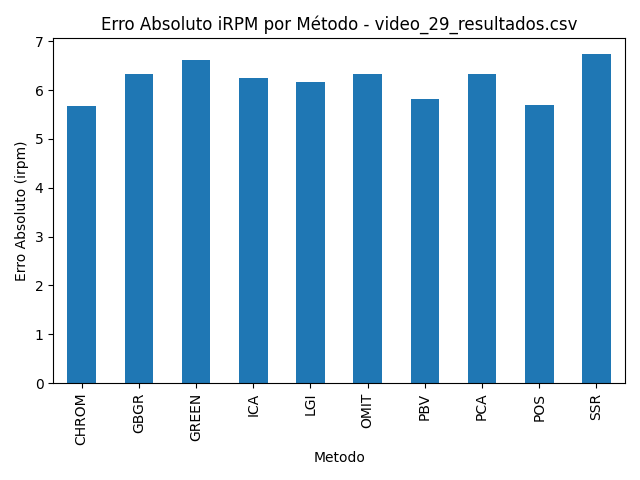 Erro Absoluto iRPM por Método - video_29_resultados.csv
Erro Absoluto (irpm)
7
6
5
4
3
2
1
0
CHROM
GBGR
GREEN
ICA
LGI
OMIT
PBV
PCA
POS
SSR
Metodo